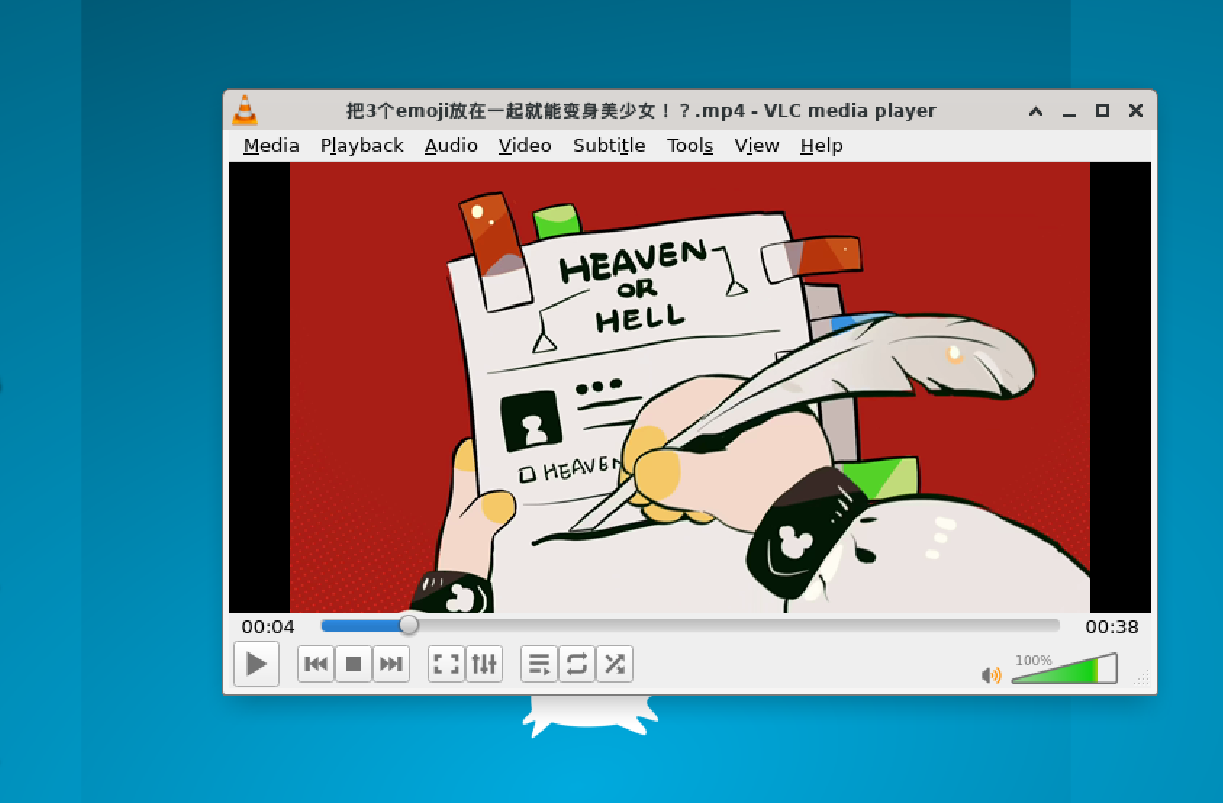 把3个emoji放在一起就能变身美少女！？.mp4 - VLC media player
Media Playback Audio Video Subtitle Tools View Help
HEAVEN
OR
HELL
HEAVEN
00:04 00:38
100%